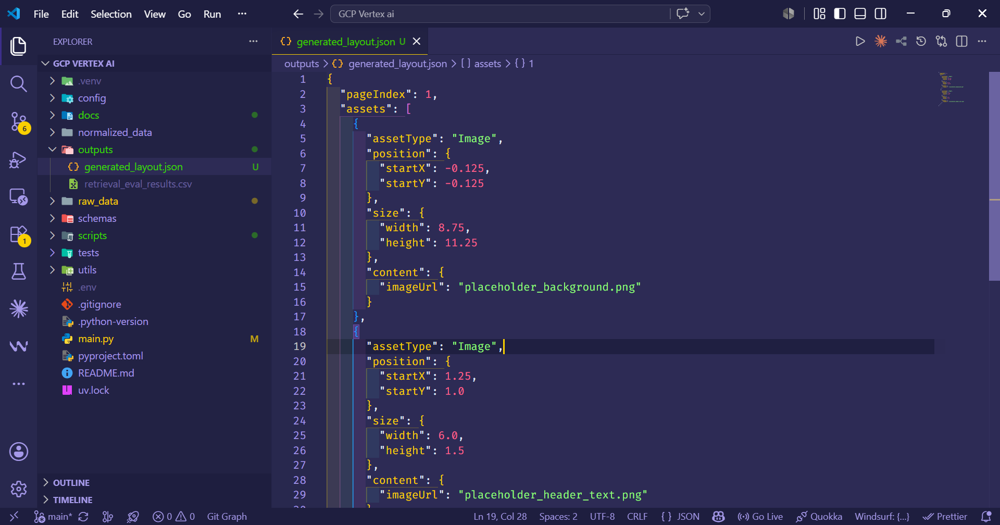 File Edit Selection View Go Run ···
GCP Vertex ai
EXPLORER
GCP VERTEX AI
.venv
config
docs
normalized_data
outputs
generated_layout.json U
retrieval_eval_results.csv
raw_data
schemas
scripts
tests
utils
.env
.gitignore
.python-version
main.py M
pyproject.toml
README.md
uv.lock
OUTLINE
TIMELINE
6
1
generated_layout.json U
outputs > {} generated_layout.json > [ ] assets > { } 1
1 {
2 "pageIndex": 1,
3 "assets": [
4 {
5 "assetType": "Image",
6 "position": {
7 "startX": -0.125,
8 "startY": -0.125
9 },
10 "size": {
11 "width": 8.75,
12 "height": 11.25
13 },
14 "content": {
15 "imageUrl": "placeholder_background.png"
16 }
17 },
18 {
19 "assetType": "Image",
20 "position": {
21 "startX": 1.25,
22 "startY": 1.0
23 },
24 "size": {
25 "width": 6.0,
26 "height": 1.5
27 },
28 "content": {
29 "imageUrl": "placeholder_header_text.png"
main* 0 0 Git Graph Ln 19, Col 28 Spaces: 2 UTF-8 CRLF { } JSON Go Live Quokka Windsurf: {...} Prettier